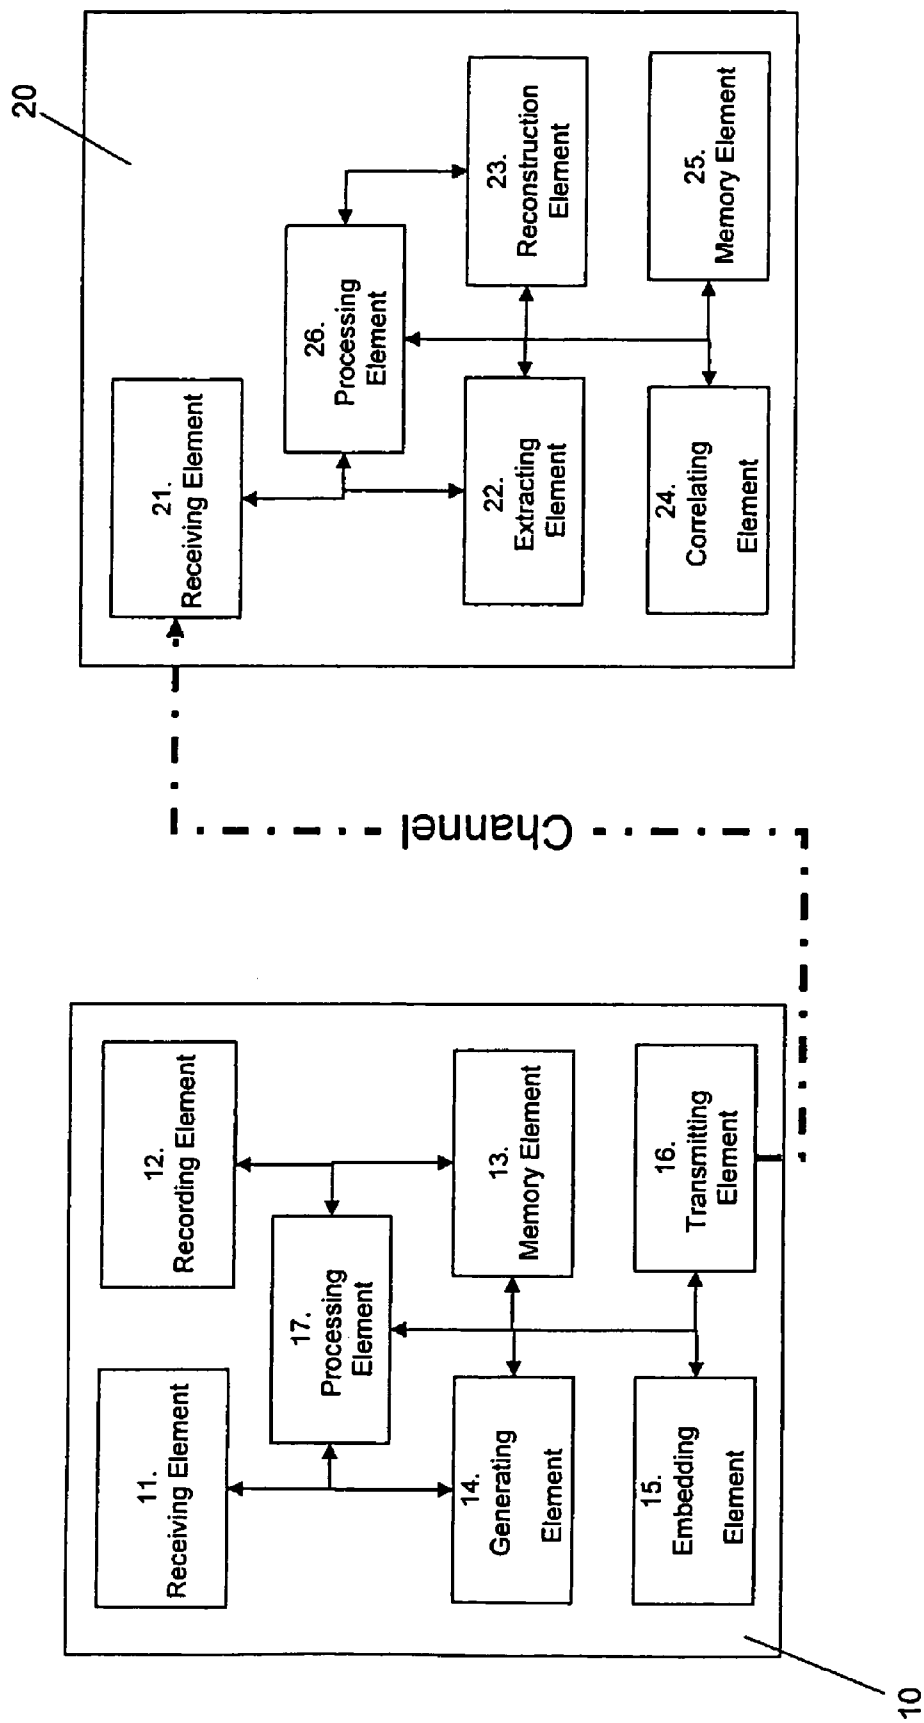 10
11.
Receiving Element
12.
Recording Element
17.
Processing
Element
14.
Generating
Element
13.
Memory Element
15.
Embedding
Element
16.
Transmitting
Element
Channel
20
21.
Receiving Element
26.
Processing
Element
22.
Extracting
Element
23.
Reconstruction
Element
24.
Correlating
Element
25.
Memory Element